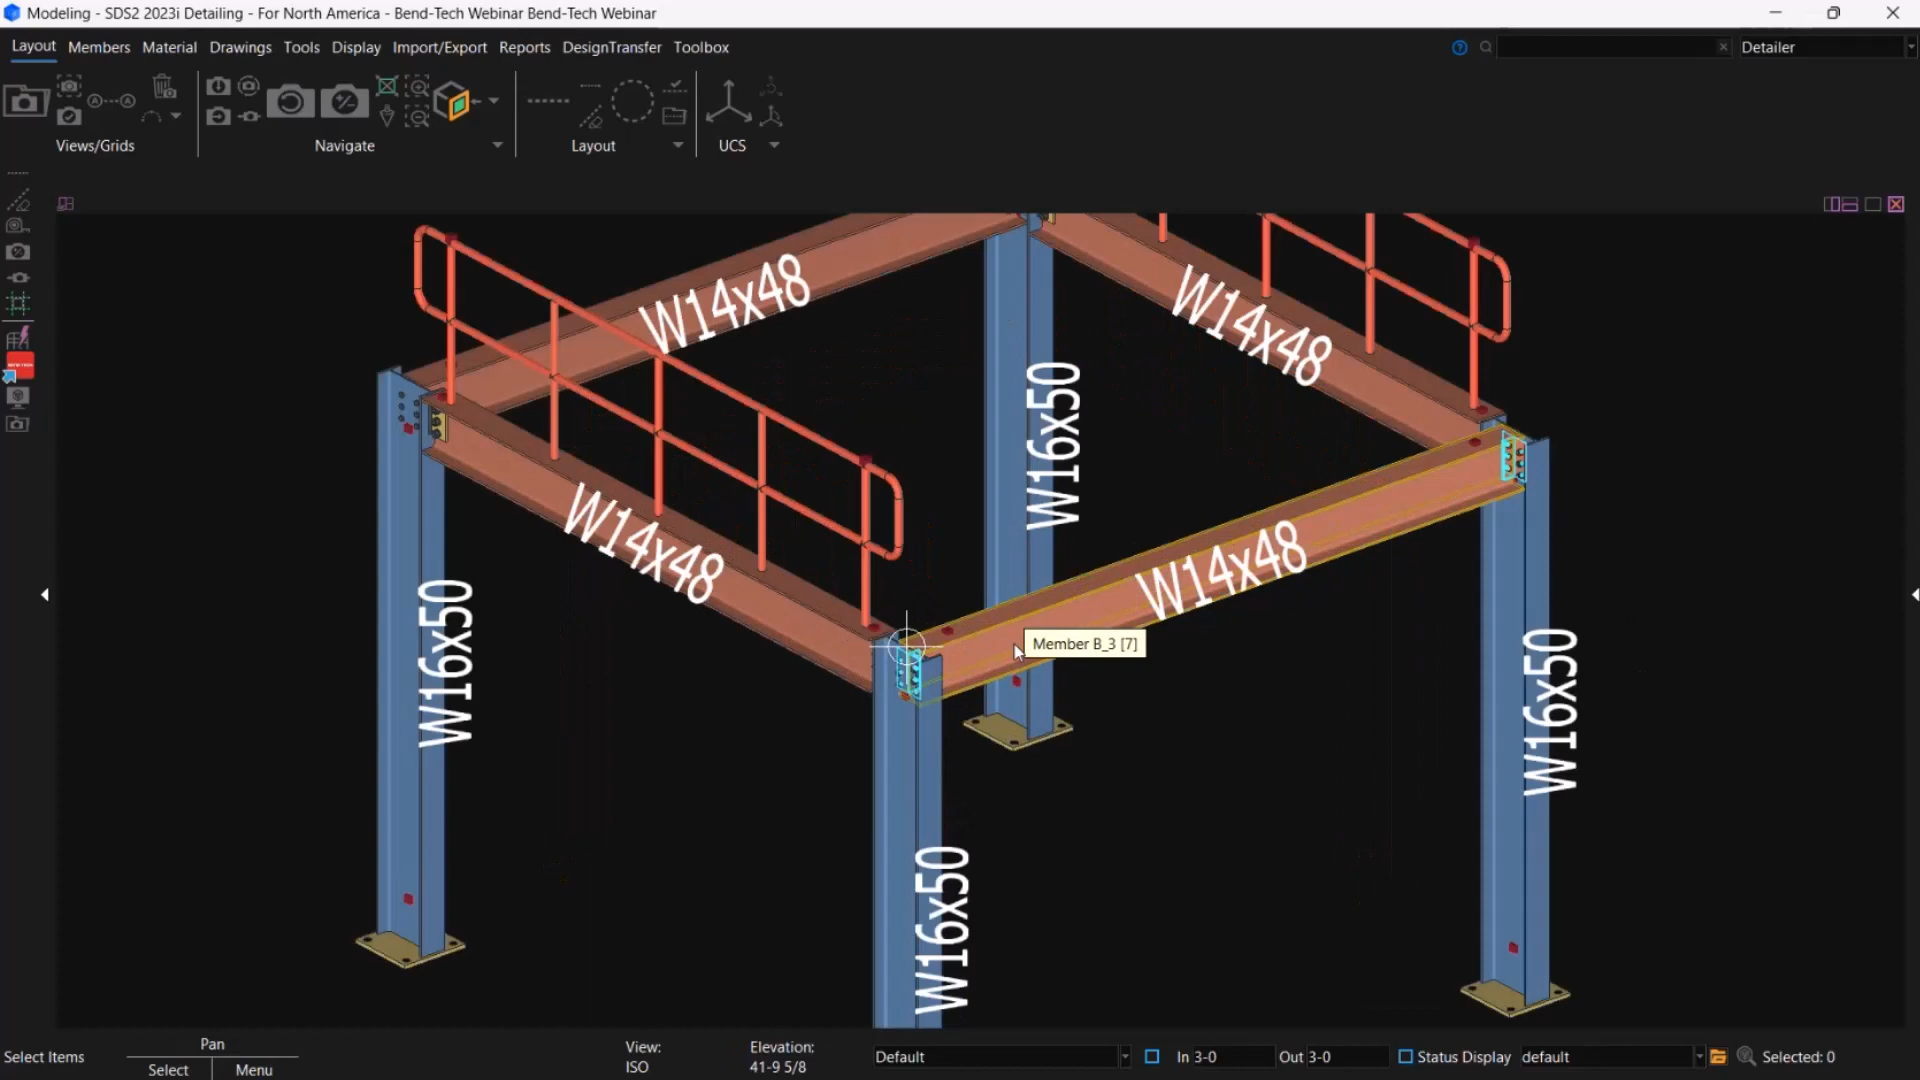 Modeling - SDS2 2023i Detailing - For North America - Bend-Tech Webinar Bend-Tech Webinar
Layout Members Material Drawings Tools Display Import/Export Reports DesignTransfer Toolbox
Detailer
Views/Grids
Navigate
Layout
UCS
W14x48
W14x48
W16x50
W14x48
W14x48
Member B_3 [7]
W16x50
W16x50
W16x50
Select Items
Pan
Select
Menu
View:
ISO
Elevation:
41-9 5/8
Default
In 3-0
Out 3-0
Status Display
default
Selected: 0